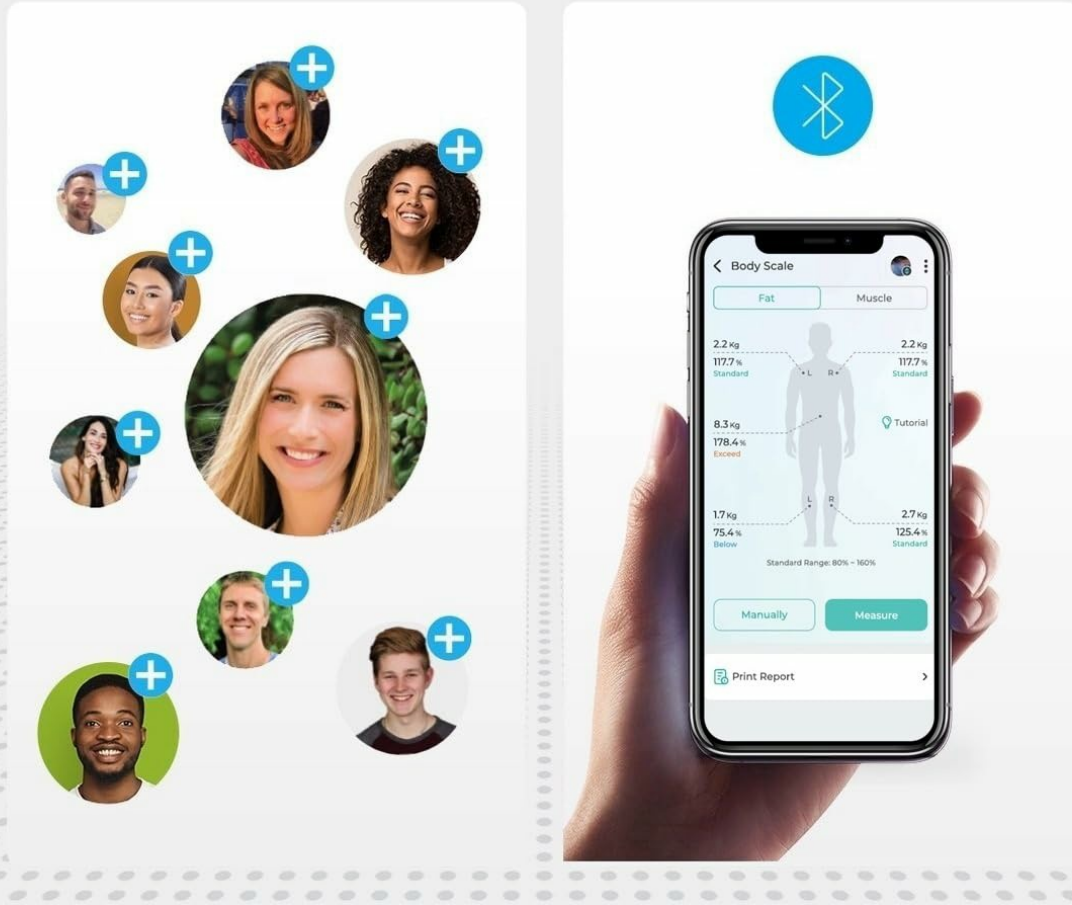 Body Scale
Fat Muscle
2.2 Kg 2.2 Kg
117.7 % L R 117.7 %
Standard Standard
8.3 Kg Tutorial
178.4 %
Exceed
L R
1.7 Kg 2.7 Kg
75.4 % 125.4 %
Below Standard
Standard Range: 80% ~ 160%
Manually Measure
Print Report